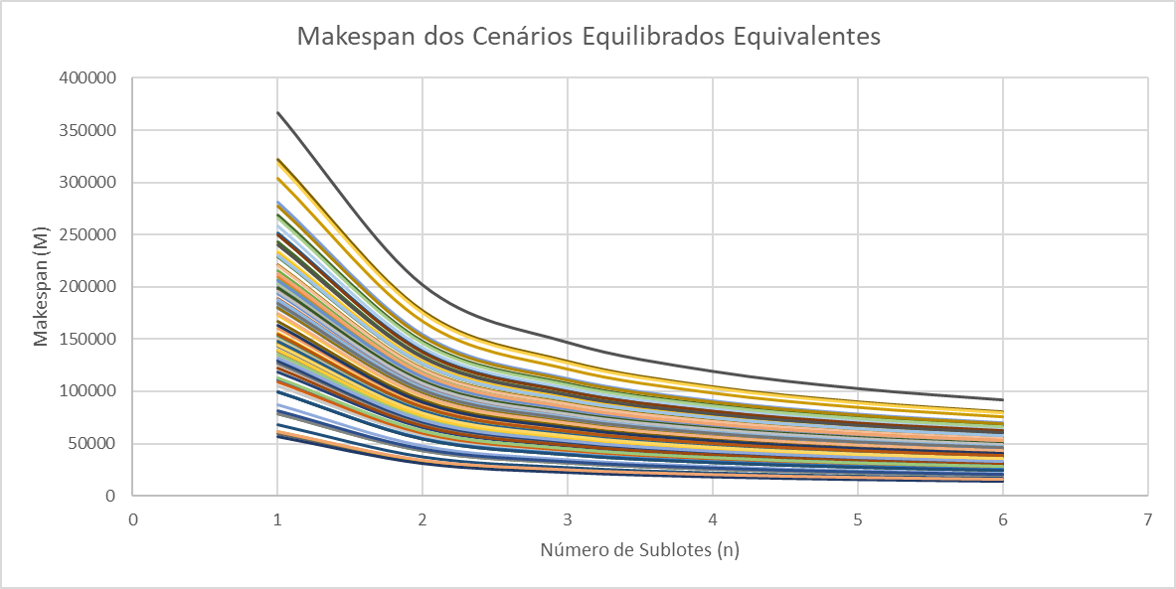 Makespan dos Cenários Equilibrados Equivalentes
400000
350000
300000
250000
200000
150000
100000
50000
0
Makespan (M)
0 1 2 3 4 5 6 7
Número de Sublotes (n)